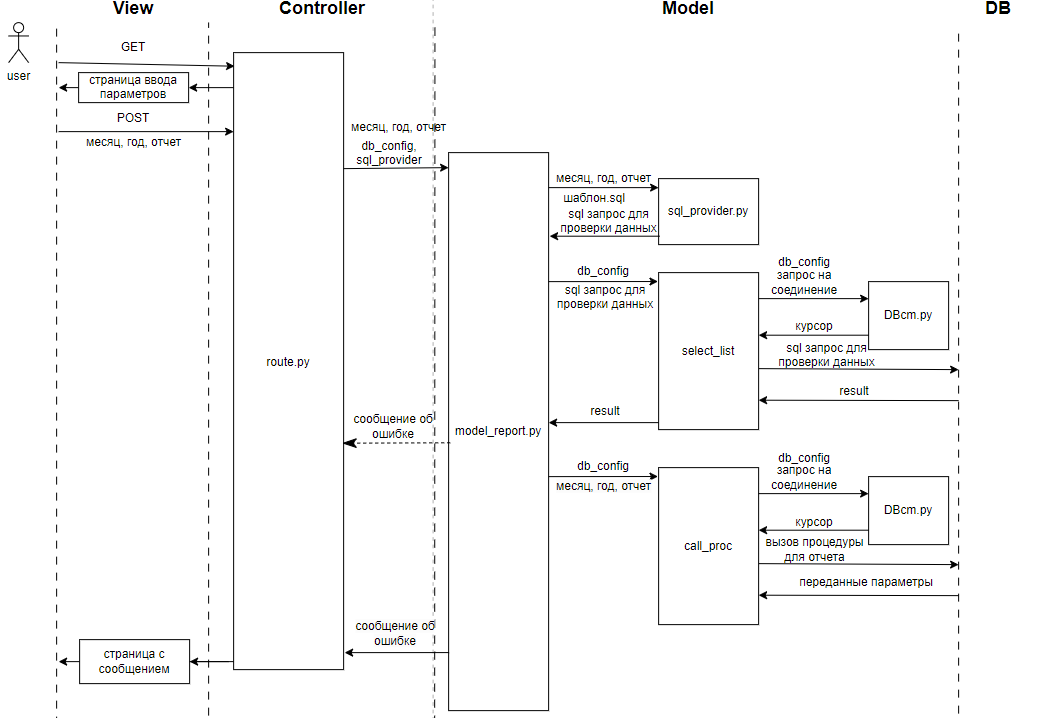 View
Controller
Model
DB
user
GET
страница ввода
параметров
POST
месяц, год, отчет
месяц, год, отчет
db_config,
sql_provider
месяц, год, отчет
шаблон.sql
sql запрос для
проверки данных
sql_provider.py
db_config
sql запрос для
проверки данных
select_list
db_config
запрос на
соединение
DBcm.py
курсор
sql запрос для
проверки данных
result
result
route.py
сообщение об
ошибке
model_report.py
db_config
месяц, год, отчет
call_proc
db_config
запрос на
соединение
DBcm.py
курсор
вызов процедуры
для отчета
переданные параметры
сообщение об
ошибке
страница с
сообщением